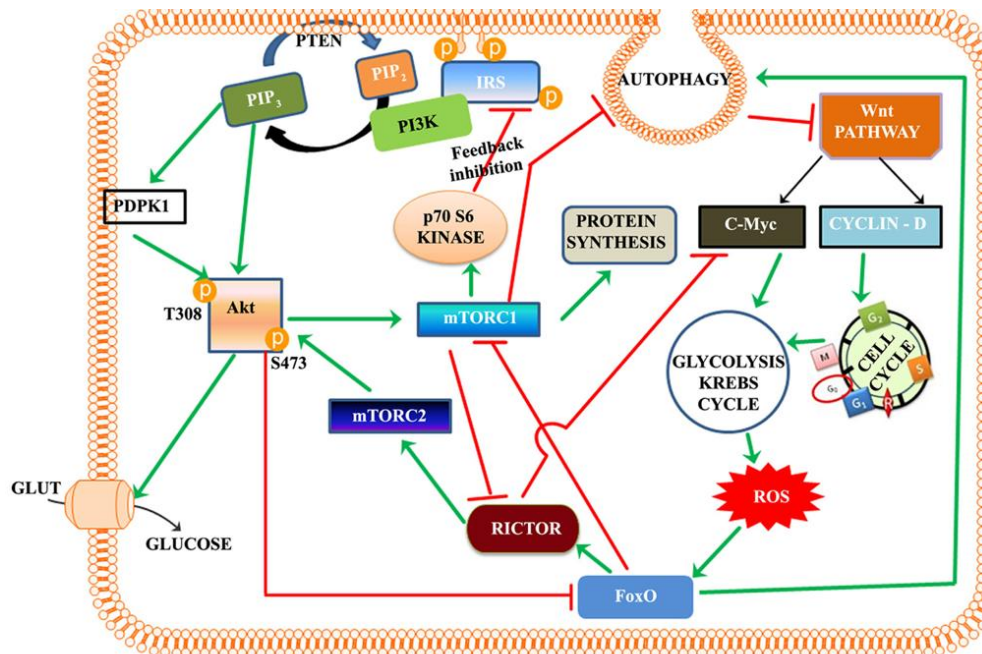 PTEN
PIP3
PIP2
P
P
IRS
P
PI3K
AUTOPHAGY
Wnt
PATHWAY
Feedback
inhibition
PDPK1
p70 S6
KINASE
PROTEIN
SYNTHESIS
C-Myc
CYCLIN - D
P
T308
Akt
P
S473
mTORC1
GLYCOLYSIS
KREBS
CYCLE
G2
M
CELL
CYCLE
S
G0
G1
R
mTORC2
GLUT
GLUCOSE
RICTOR
ROS
FoxO